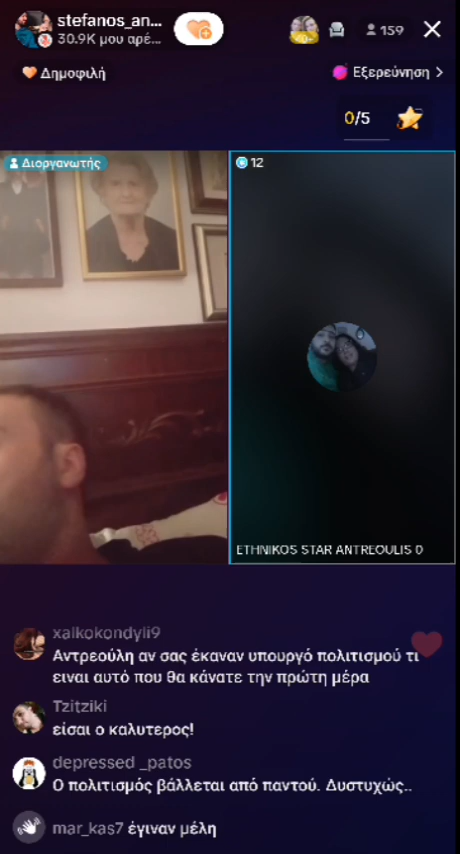 stefanos_an...
30.9K μου αρέ...
159
Δημοφιλή
Εξερεύνηση >
0/5
Διοργανωτής
12
ETHNIKOS STAR ANTREOULIS 0
xalkokondyli9
Αντρεούλη αν σας έκαναν υπουργό πολιτισμού τι
ειναι αυτό που θα κάνατε την πρώτη μέρα
Tzitziki
είσαι ο καλυτερος!
depressed _patos
Ο πολιτισμός βάλλεται από παντού. Δυστυχώς..
mar_kas7 έγιναν μέλη